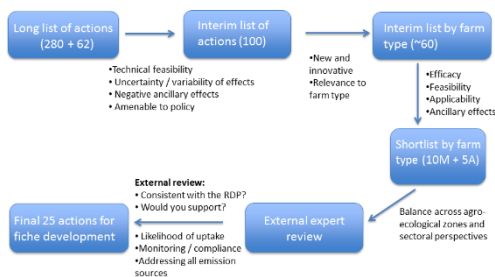 Long list of actions
(280 + 62)
Interim list of
actions (100)
Interim list by farm
type (~60)
•Technical feasibility
• Uncertainty / variability of effects
• Negative ancillary effects
• Amenable to policy
•New and
innovative
•Relevance to
farm type
•Efficacy
•Feasibility
•Applicability
•Ancillary effects
Shortlist by farm
type (10M + 5A)
Balance across agro-
ecological zones and
sectoral perspectives
External expert
review
External review:
• Consistent with the RDP?
• Would you support?
• Likelihood of uptake
•Monitoring / compliance
•Addressing all emission
sources
Final 25 actions for
fiche development